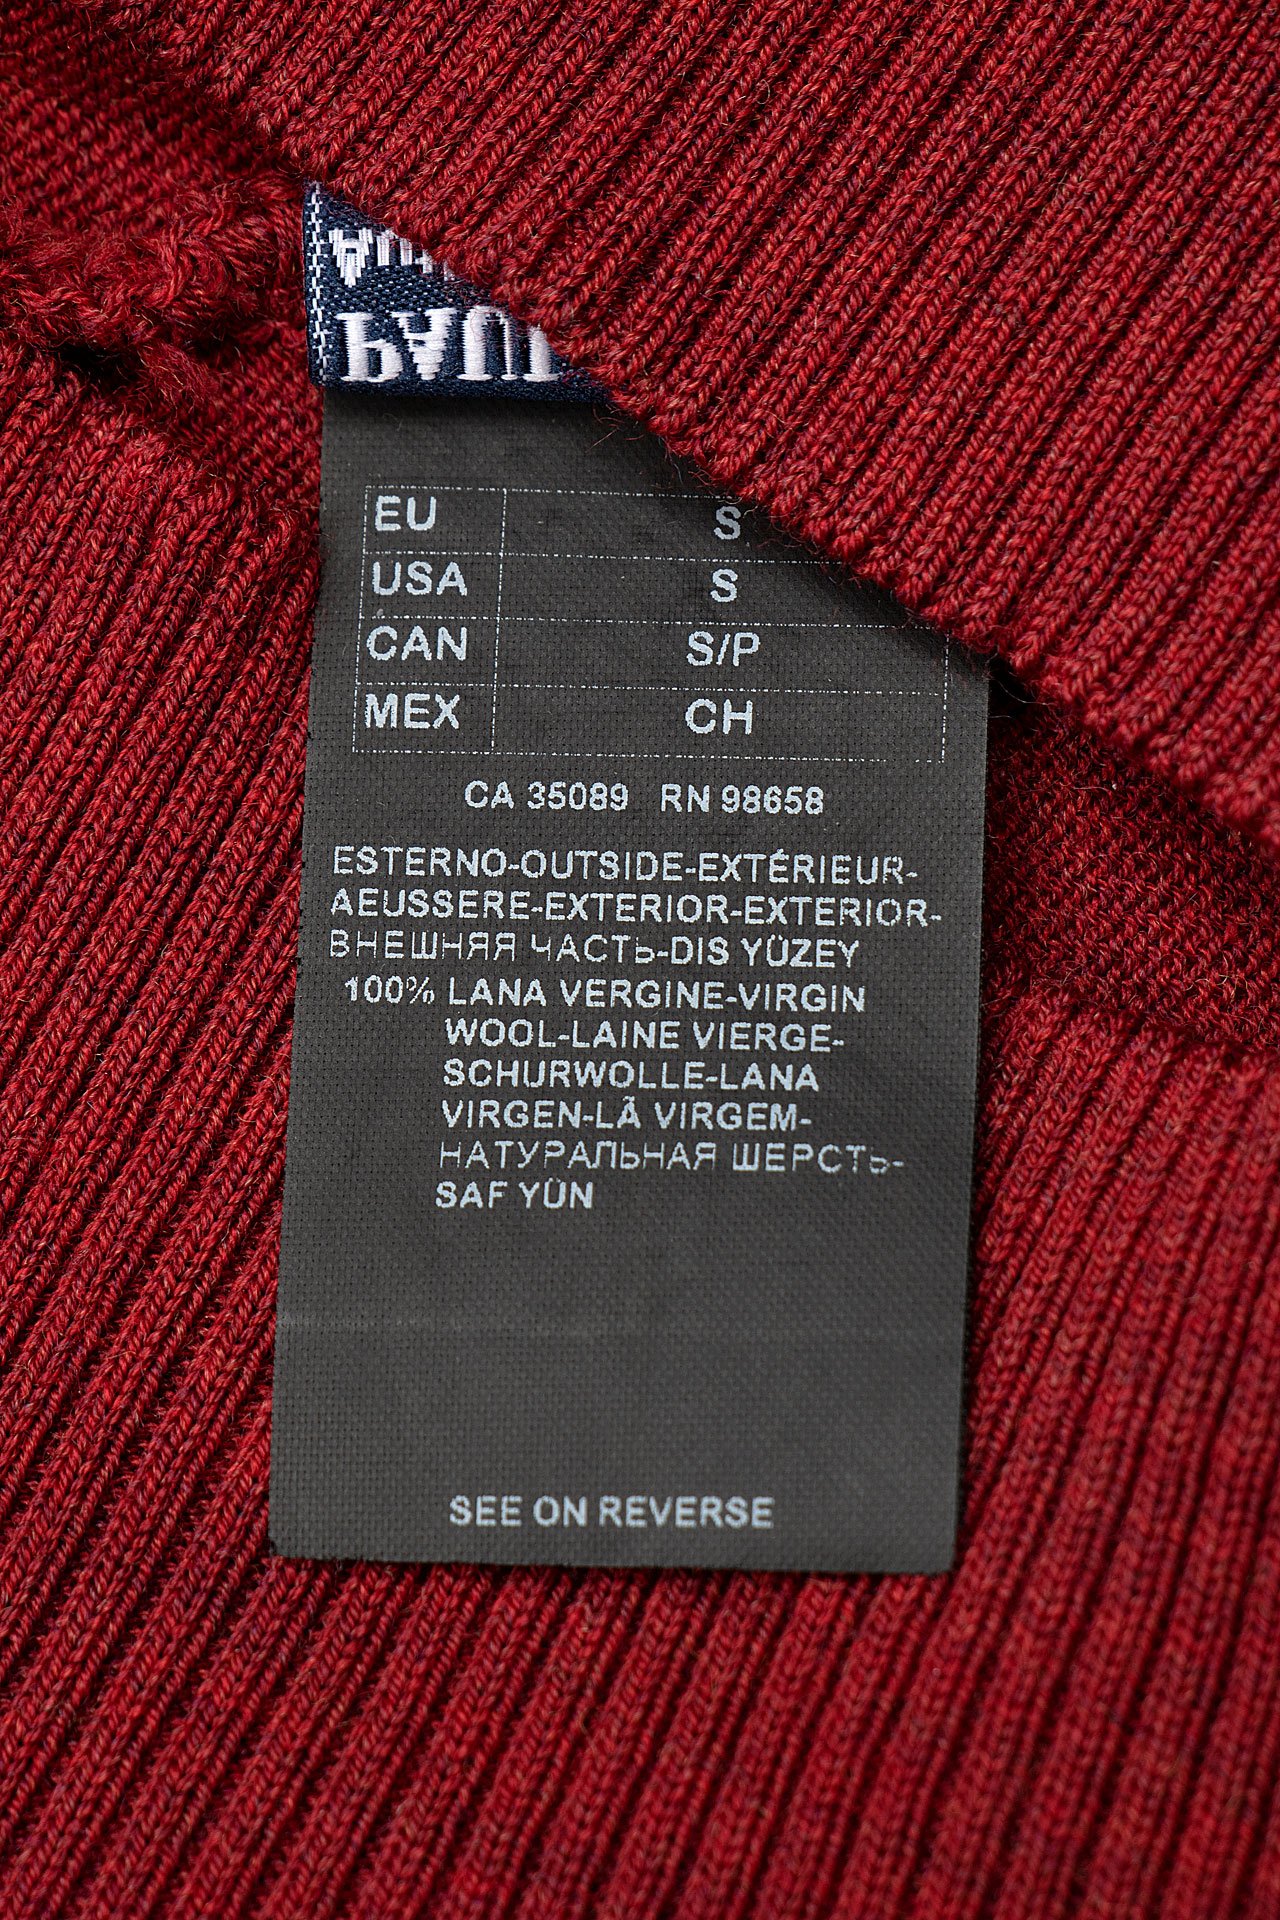 PAUL
EU S
USA S
CAN S/P
MEX CH
CA 35089 RN 98658
ESTERNO-OUTSIDE-EXTÉRIEUR-
AEUSSERE-EXTERIOR-EXTERIOR-
ВНЕШНЯЯ ЧАСТЬ-DIS YÜZEY
100% LANA VERGINE-VIRGIN
WOOL-LAINE VIERGE-
SCHURWOLLE-LANA
VIRGEN-LÃ VIRGEM-
НАТУРАЛЬНАЯ ШЕРСТЬ-
SAF YÜN
SEE ON REVERSE